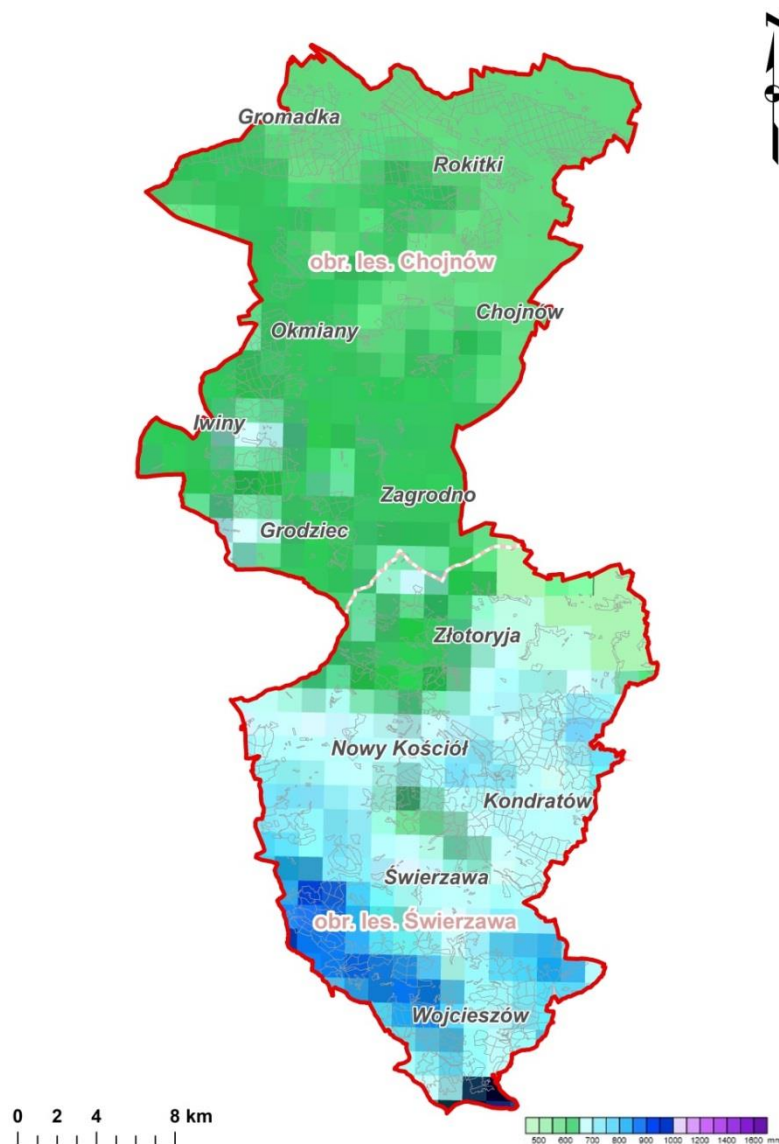 N
Gromadka
Rokitki
obr. les. Chojnów
Chojnów
Okmiany
Iwiny
Zagrodno
Grodziec
Złotoryja
Nowy Kościół
Kondratów
Świerzawa
obr. les. Świerzawa
Wojcieszów
0 2 4 8 km
500 600 700 800 900 1000 1200 1400 1600 mm